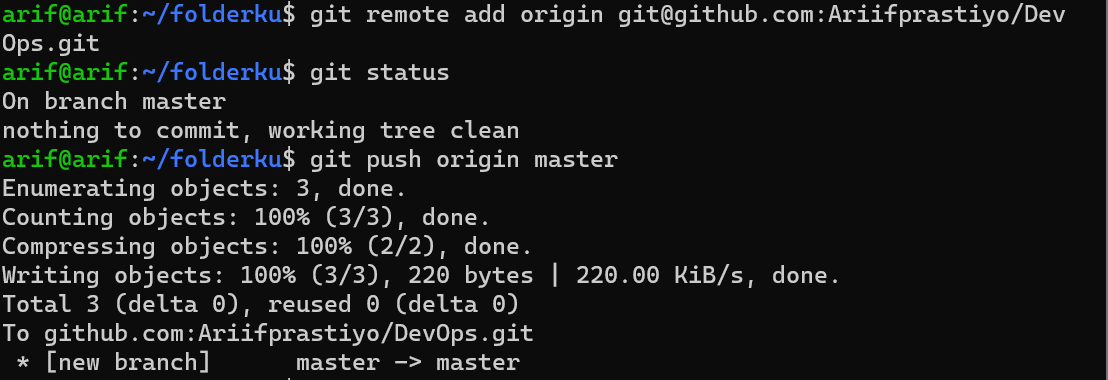 arif@arif:~/folderku$ git remote add origin git@github.com:Ariifprastiyo/Dev
Ops.git
arif@arif:~/folderku$ git status
On branch master
nothing to commit, working tree clean
arif@arif:~/folderku$ git push origin master
Enumerating objects: 3, done.
Counting objects: 100% (3/3), done.
Compressing objects: 100% (2/2), done.
Writing objects: 100% (3/3), 220 bytes | 220.00 KiB/s, done.
Total 3 (delta 0), reused 0 (delta 0)
To github.com:Ariifprastiyo/DevOps.git
 * [new branch]      master -> master